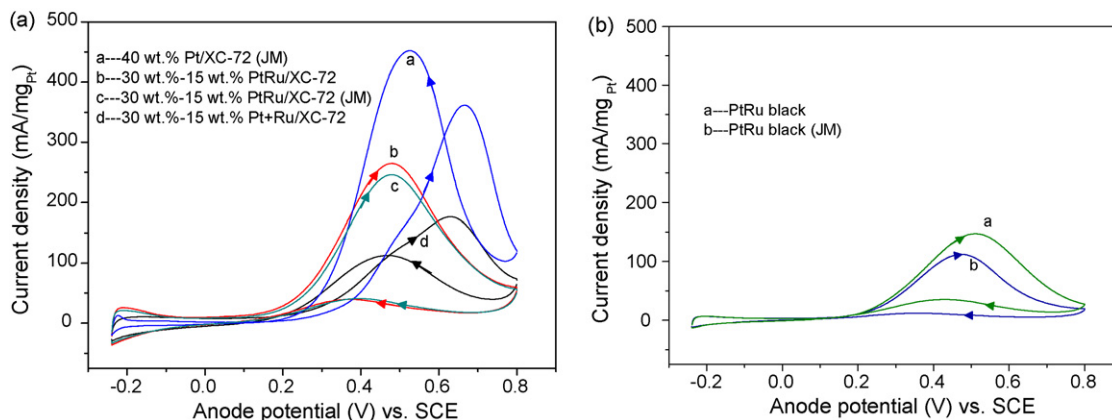 (a)
500
400
300
200
100
0
Current density (mA/mgPt)
a---40 wt.% Pt/XC-72 (JM)
b---30 wt.%-15 wt.% PtRu/XC-72
c---30 wt.%-15 wt.% PtRu/XC-72 (JM)
d---30 wt.%-15 wt.% Pt+Ru/XC-72
a
b
c
d
-0.2 0.0 0.2 0.4 0.6 0.8
Anode potential (V) vs. SCE
(b)
500
400
300
200
100
0
Current density (mA/mgPt)
a---PtRu black
b---PtRu black (JM)
a
b
-0.2 0.0 0.2 0.4 0.6 0.8
Anode potential (V) vs. SCE